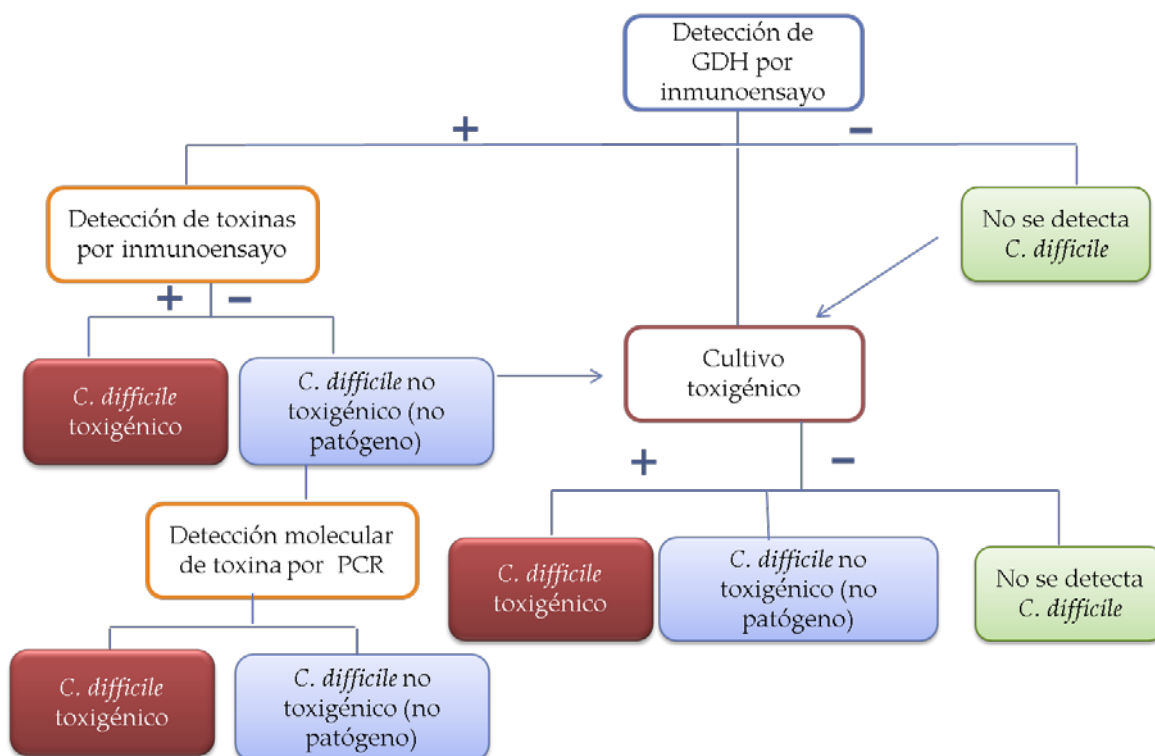 Detección de
GDH por
inmunoensayo
+
−
Detección de toxinas
por inmunoensayo
No se detecta
C. difficile
+
−
C. difficile
toxigénico
C. difficile no
toxigénico (no
patógeno)
Cultivo
toxigénico
+
−
Detección molecular
de toxina por PCR
C. difficile
toxigénico
C. difficile no
toxigénico (no
patógeno)
No se detecta
C. difficile
C. difficile
toxigénico
C. difficile no
toxigénico (no
patógeno)